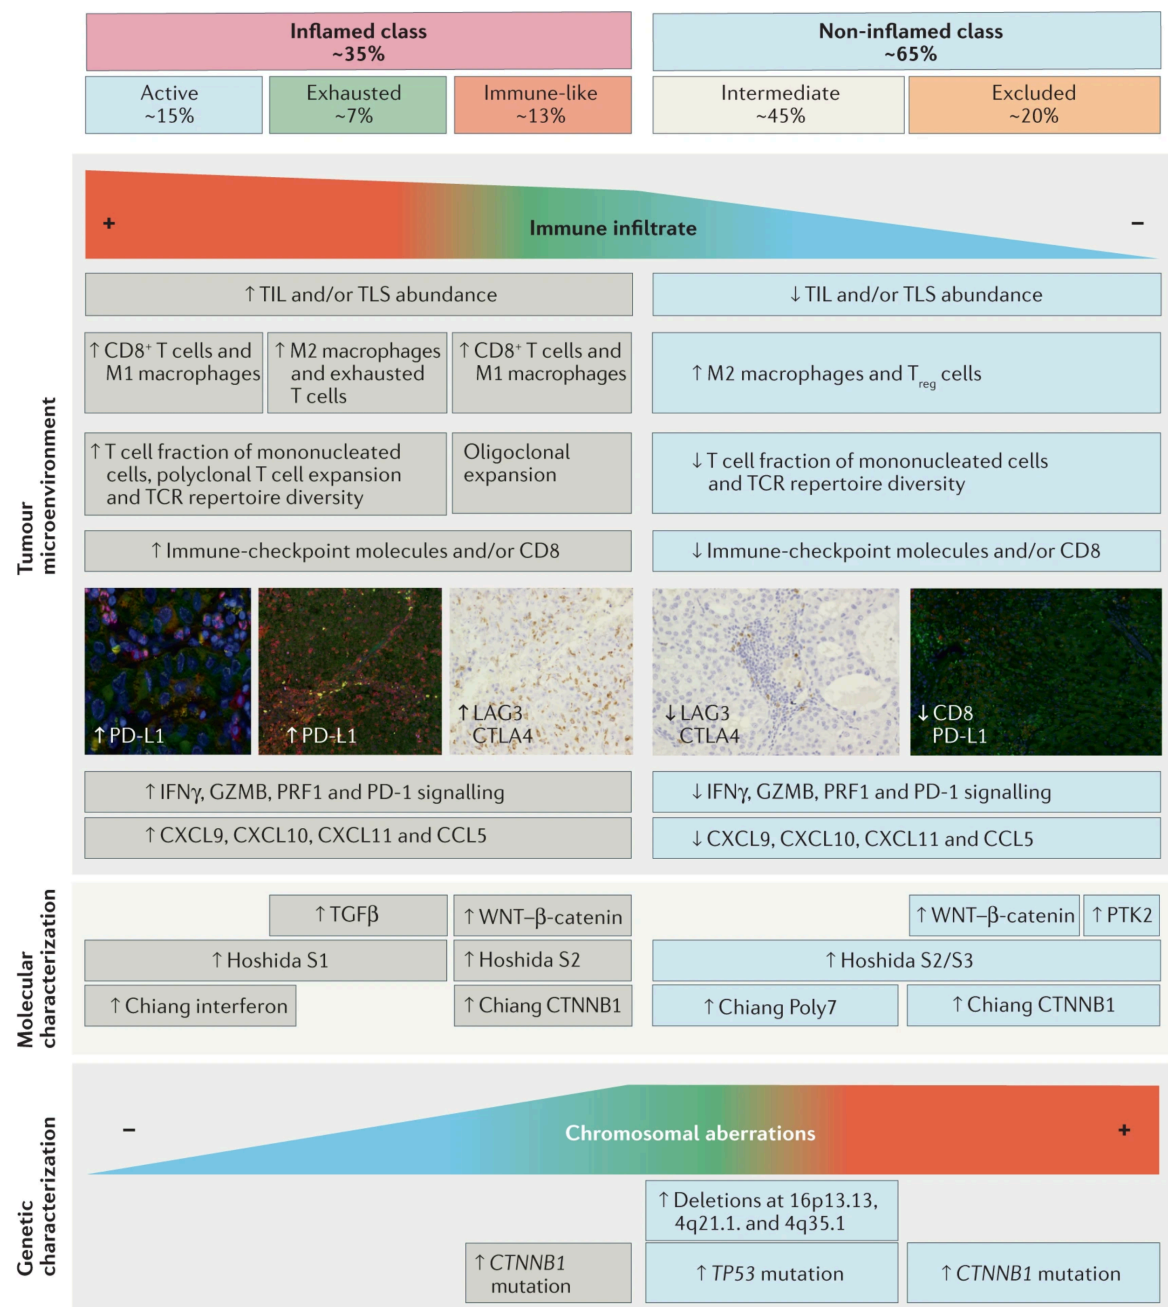 Inflamed class
~35%
Non-inflamed class
~65%
Active
~15%
Exhausted
~7%
Immune-like
~13%
Intermediate
~45%
Excluded
~20%
Tumour
microenvironment
+
Immune infiltrate
−
↑ TIL and/or TLS abundance
↓ TIL and/or TLS abundance
↑ CD8⁺ T cells and
M1 macrophages
↑ M2 macrophages
and exhausted
T cells
↑ CD8⁺ T cells and
M1 macrophages
↑ M2 macrophages and Treg cells
↑ T cell fraction of mononucleated
cells, polyclonal T cell expansion
and TCR repertoire diversity
Oligoclonal
expansion
↓ T cell fraction of mononucleated cells
and TCR repertoire diversity
↑ Immune-checkpoint molecules and/or CD8
↓ Immune-checkpoint molecules and/or CD8
↑ PD-L1
↑ PD-L1
↑ LAG3
CTLA4
↓ LAG3
CTLA4
↓ CD8
PD-L1
↑ IFNγ, GZMB, PRF1 and PD-1 signalling
↓ IFNγ, GZMB, PRF1 and PD-1 signalling
↑ CXCL9, CXCL10, CXCL11 and CCL5
↓ CXCL9, CXCL10, CXCL11 and CCL5
Molecular
characterization
↑ TGFβ
↑ WNT–β-catenin
↑ WNT–β-catenin
↑ PTK2
↑ Hoshida S1
↑ Hoshida S2
↑ Hoshida S2/S3
↑ Chiang interferon
↑ Chiang CTNNB1
↑ Chiang Poly7
↑ Chiang CTNNB1
Genetic
characterization
−
Chromosomal aberrations
+
↑ Deletions at 16p13.13,
4q21.1. and 4q35.1
↑ CTNNB1
mutation
↑ TP53 mutation
↑ CTNNB1 mutation